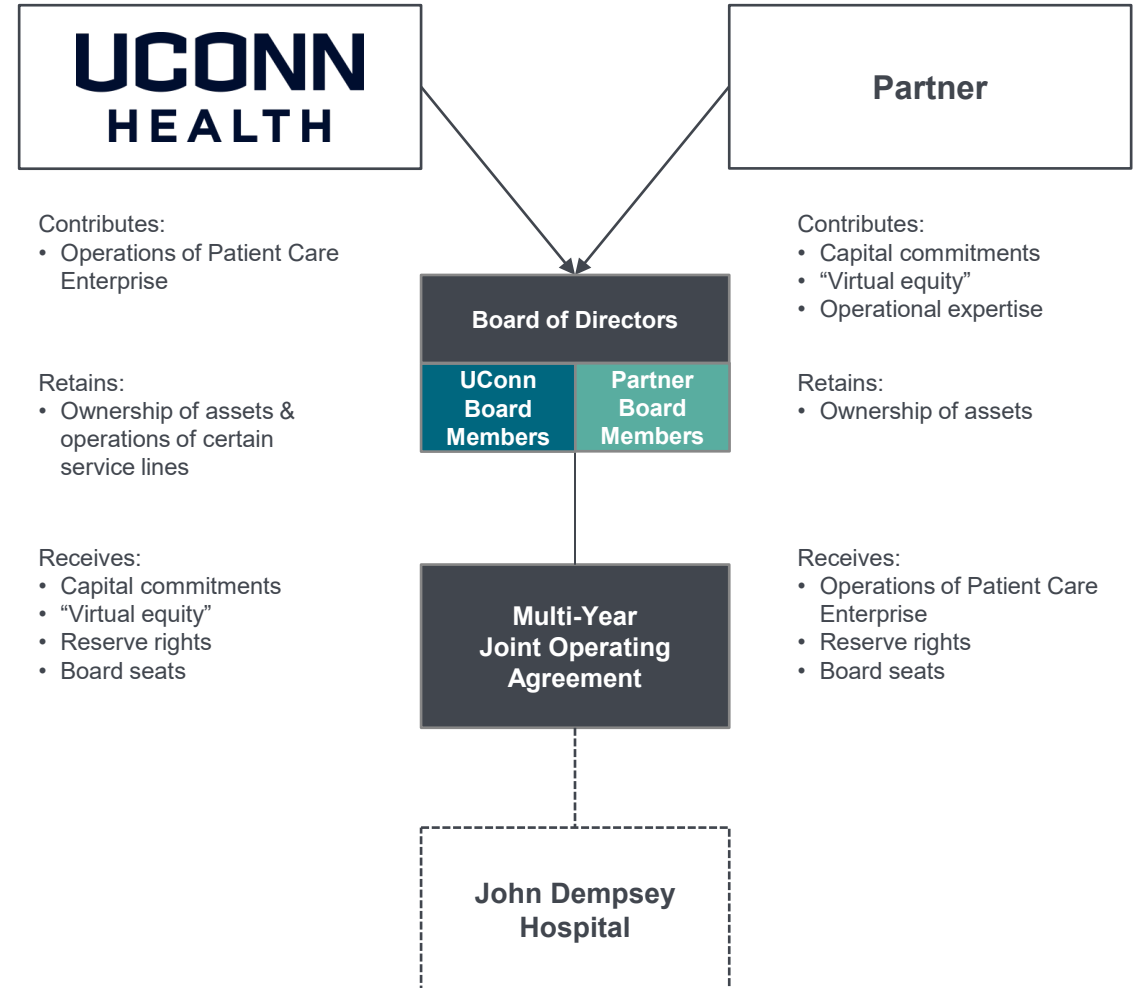 UCONN
HEALTH
Partner
Contributes:
• Operations of Patient Care
Enterprise
Retains:
• Ownership of assets &
operations of certain
service lines
Receives:
• Capital commitments
• “Virtual equity”
• Reserve rights
• Board seats
Board of Directors
UConn
Board
Members
Partner
Board
Members
Multi-Year
Joint Operating
Agreement
John Dempsey
Hospital
Contributes:
• Capital commitments
• “Virtual equity”
• Operational expertise
Retains:
• Ownership of assets
Receives:
• Operations of Patient Care
Enterprise
• Reserve rights
• Board seats